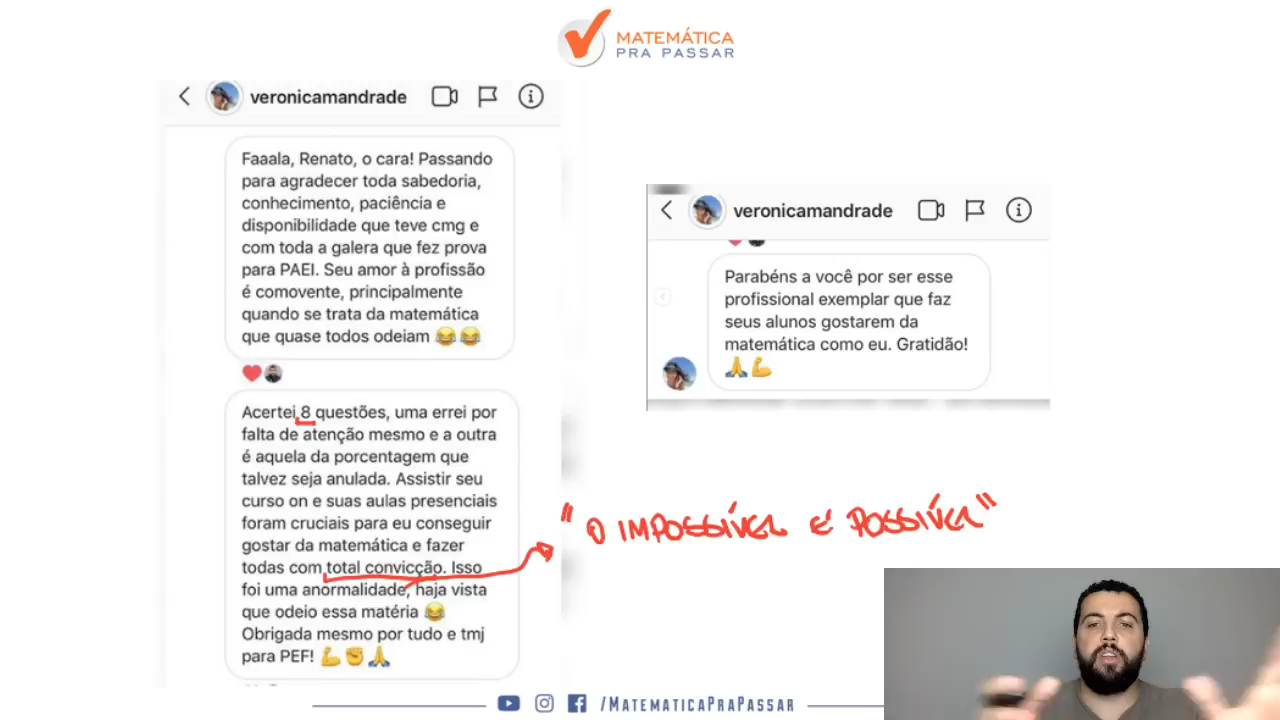 MATEMÁTICA
PRA PASSAR
veronicamandrade
Faaala, Renato, o cara! Passando
para agradecer toda sabedoria,
conhecimento, paciência e
disponibilidade que teve cmg e
com toda a galera que fez prova
para PAEI. Seu amor à profissão
é comovente, principalmente
quando se trata da matemática
que quase todos odeiam 😂😂
Acertei 8 questões, uma errei por
falta de atenção mesmo e a outra
é aquela da porcentagem que
talvez seja anulada. Assistir seu
curso on e suas aulas presenciais
foram cruciais para eu conseguir
gostar da matemática e fazer
todas com total convicção. Isso
foi uma anormalidade, haja vista
que odeio essa matéria 😂
Obrigada mesmo por tudo e tmj
para PEF! 💪✊🙏
veronicamandrade
Parabéns a você por ser esse
profissional exemplar que faz
seus alunos gostarem da
matemática como eu. Gratidão!
🙏💪
"O IMPOSSÍVEL É POSSÍVEL"
/MATEMATICAPRAPASSAR